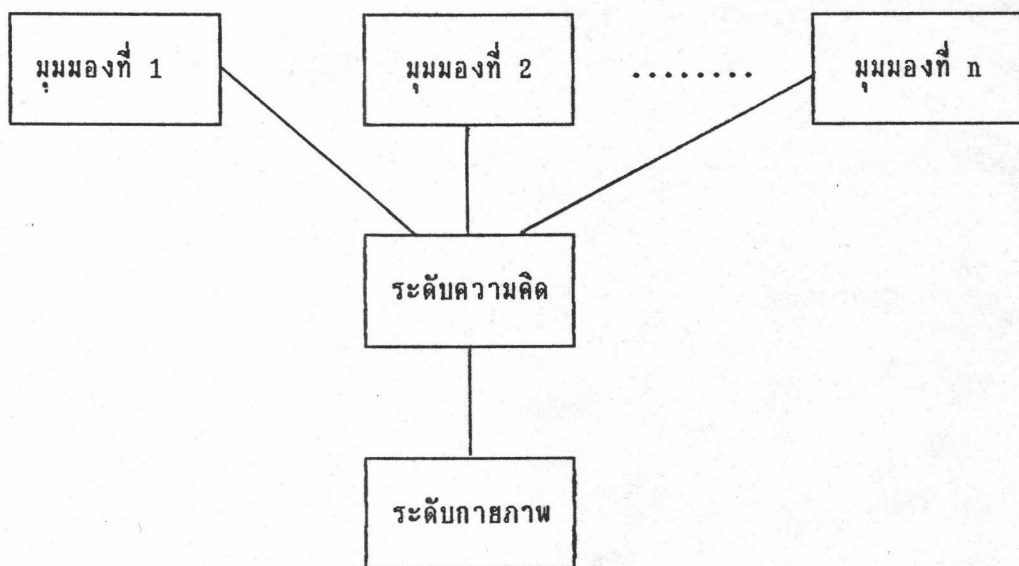 มุมมองที่ 1
มุมมองที่ 2
........
มุมมองที่ n
ระดับความคิด
ระดับกายภาพ